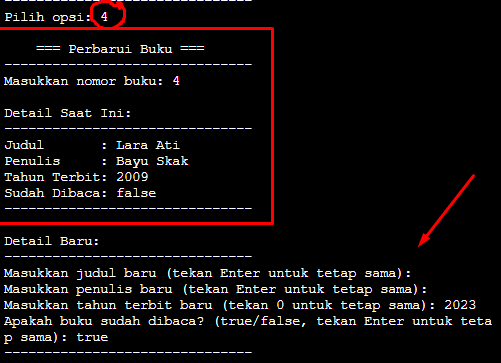 -------------------------------
Pilih opsi: 4
=== Perbarui Buku ===
-------------------------------
Masukkan nomor buku: 4
Detail Saat Ini:
-------------------------------
Judul       : Lara Ati
Penulis     : Bayu Skak
Tahun Terbit: 2009
Sudah Dibaca: false
-------------------------------
Detail Baru:
-------------------------------
Masukkan judul baru (tekan Enter untuk tetap sama):
Masukkan penulis baru (tekan Enter untuk tetap sama):
Masukkan tahun terbit baru (tekan 0 untuk tetap sama): 2023
Apakah buku sudah dibaca? (true/false, tekan Enter untuk teta
p sama): true
-------------------------------